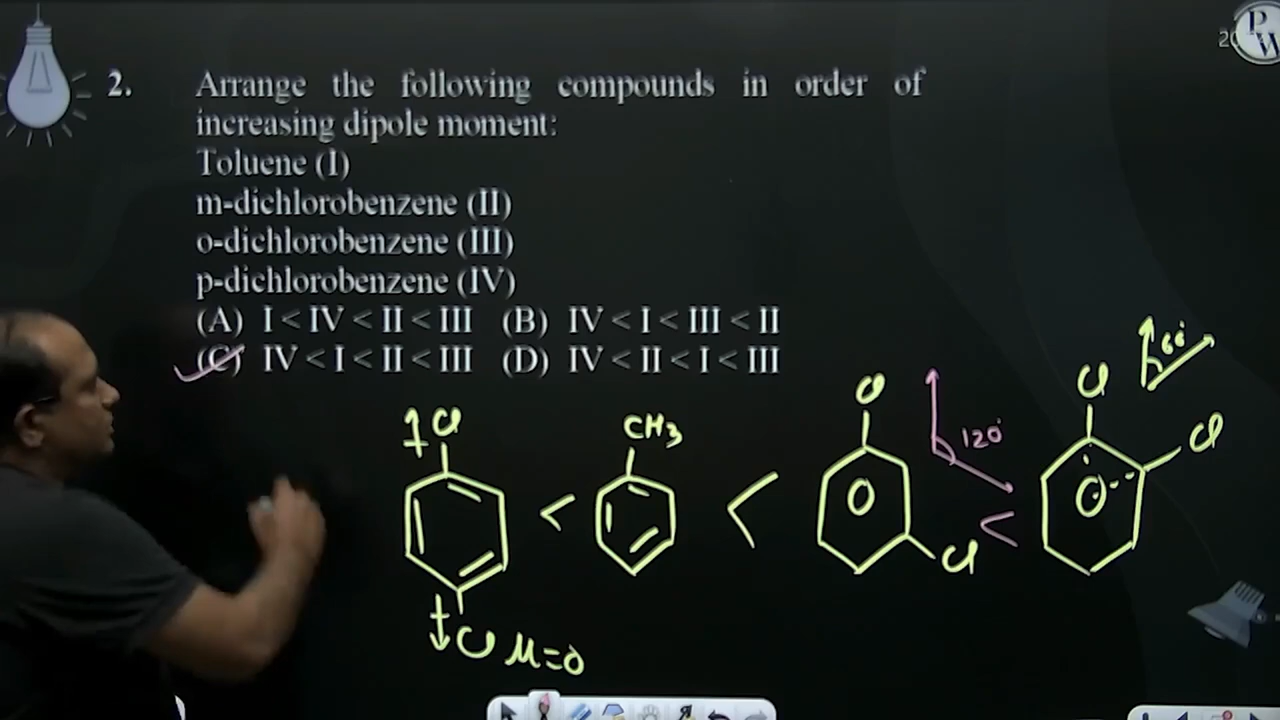 20
PW
2. Arrange the following compounds in order of
increasing dipole moment:
Toluene (I)
m-dichlorobenzene (II)
o-dichlorobenzene (III)
p-dichlorobenzene (IV)
(A) I < IV < II < III (B) IV < I < III < II
(C) IV < I < II < III (D) IV < II < I < III
Cl < CH3 < Cl 120° < Cl 60°
Cl
Cl
Cl μ=0